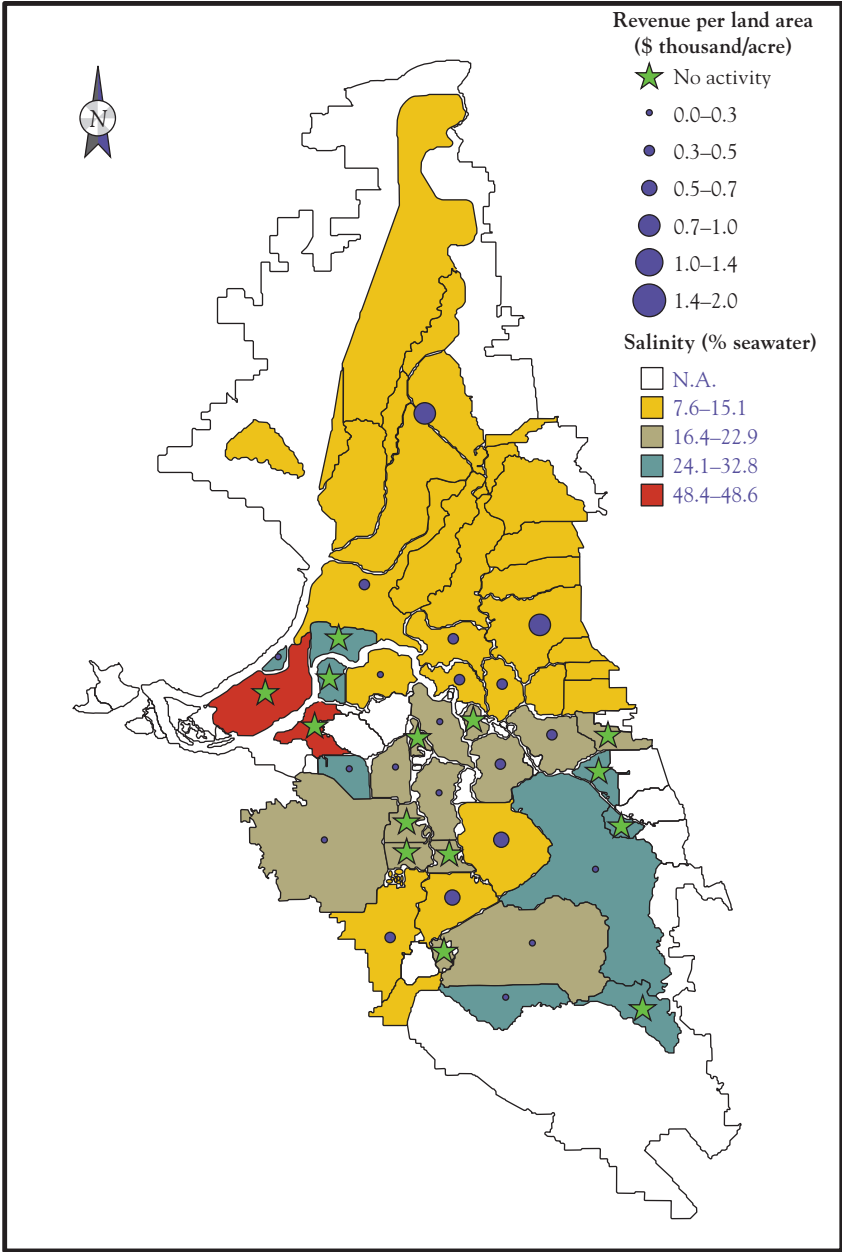 Revenue per land area
($ thousand/acre)
No activity
0.0–0.3
0.3–0.5
0.5–0.7
0.7–1.0
1.0–1.4
1.4–2.0
Salinity (% seawater)
N.A.
7.6–15.1
16.4–22.9
24.1–32.8
48.4–48.6
N